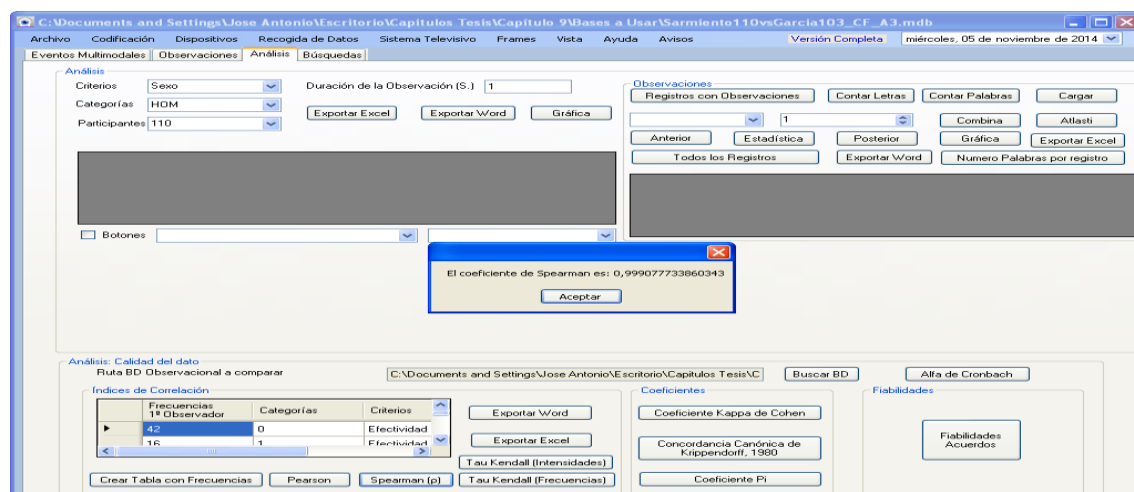 C:\Documents and Settings\Jose Antonio\Escritorio\Capitulos Tesis\Capítulo 9\Bases a Usar\Sarmiento110vsGarcia103_CF_A3.mdb
Archivo Codificación Dispositivos Recogida de Datos Sistema Televisivo Frames Vista Ayuda Avisos Versión Completa miércoles, 05 de noviembre de 2014
Eventos Multimodales Observaciones Análisis Búsquedas
Análisis
Criterios Sexo Duración de la Observación (S.) 1
Categorías HOM
Exportar Excel Exportar Word Gráfica
Participantes 110
Observaciones
Registros con Observaciones Contar Letras Contar Palabras Cargar
1 Combina Atlasti
Anterior Estadística Posterior Gráfica Exportar Excel
Todos los Registros Exportar Word Numero Palabras por registro
Botones
El coeficiente de Spearman es: 0,999077733860343
Aceptar
Análisis: Calidad del dato
Ruta BD Observacional a comparar C:\Documents and Settings\Jose Antonio\Escritorio\Capitulos Tesis\C Buscar BD Alfa de Cronbach
Índices de Correlación
Frecuencias 1º Observador Categorías Criterios
42 0 Efectividad
16 1 Efectividad
Exportar Word
Exportar Excel
Tau Kendall (Intensidades)
Crear Tabla con Frecuencias Pearson Spearman (ρ) Tau Kendall (Frecuencias)
Coeficientes
Coeficiente Kappa de Cohen
Concordancia Canónica de
Krippendorff, 1980
Coeficiente Pi
Fiabilidades
Fiabilidades
Acuerdos